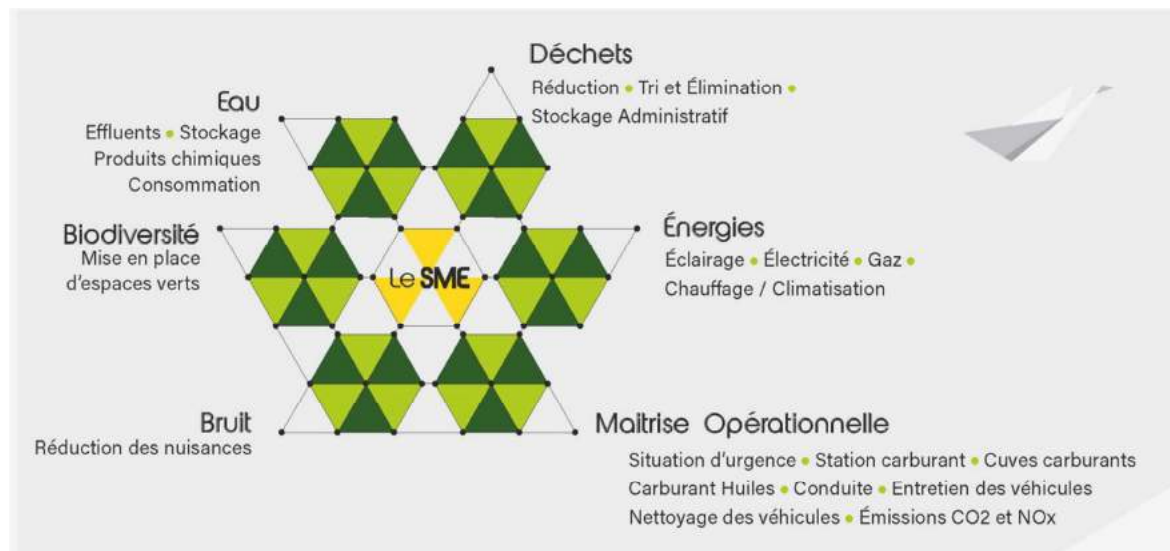 Déchets
Réduction • Tri et Élimination •
Stockage Administratif
Eau
Effluents • Stockage
Produits chimiques
Consommation
Biodiversité
Mise en place
d'espaces verts
Le SME
Énergies
Éclairage • Électricité • Gaz •
Chauffage / Climatisation
Bruit
Réduction des nuisances
Maitrise Opérationnelle
Situation d'urgence • Station carburant • Cuves carburants
Carburant Huiles • Conduite • Entretien des véhicules
Nettoyage des véhicules • Émissions CO2 et NOx